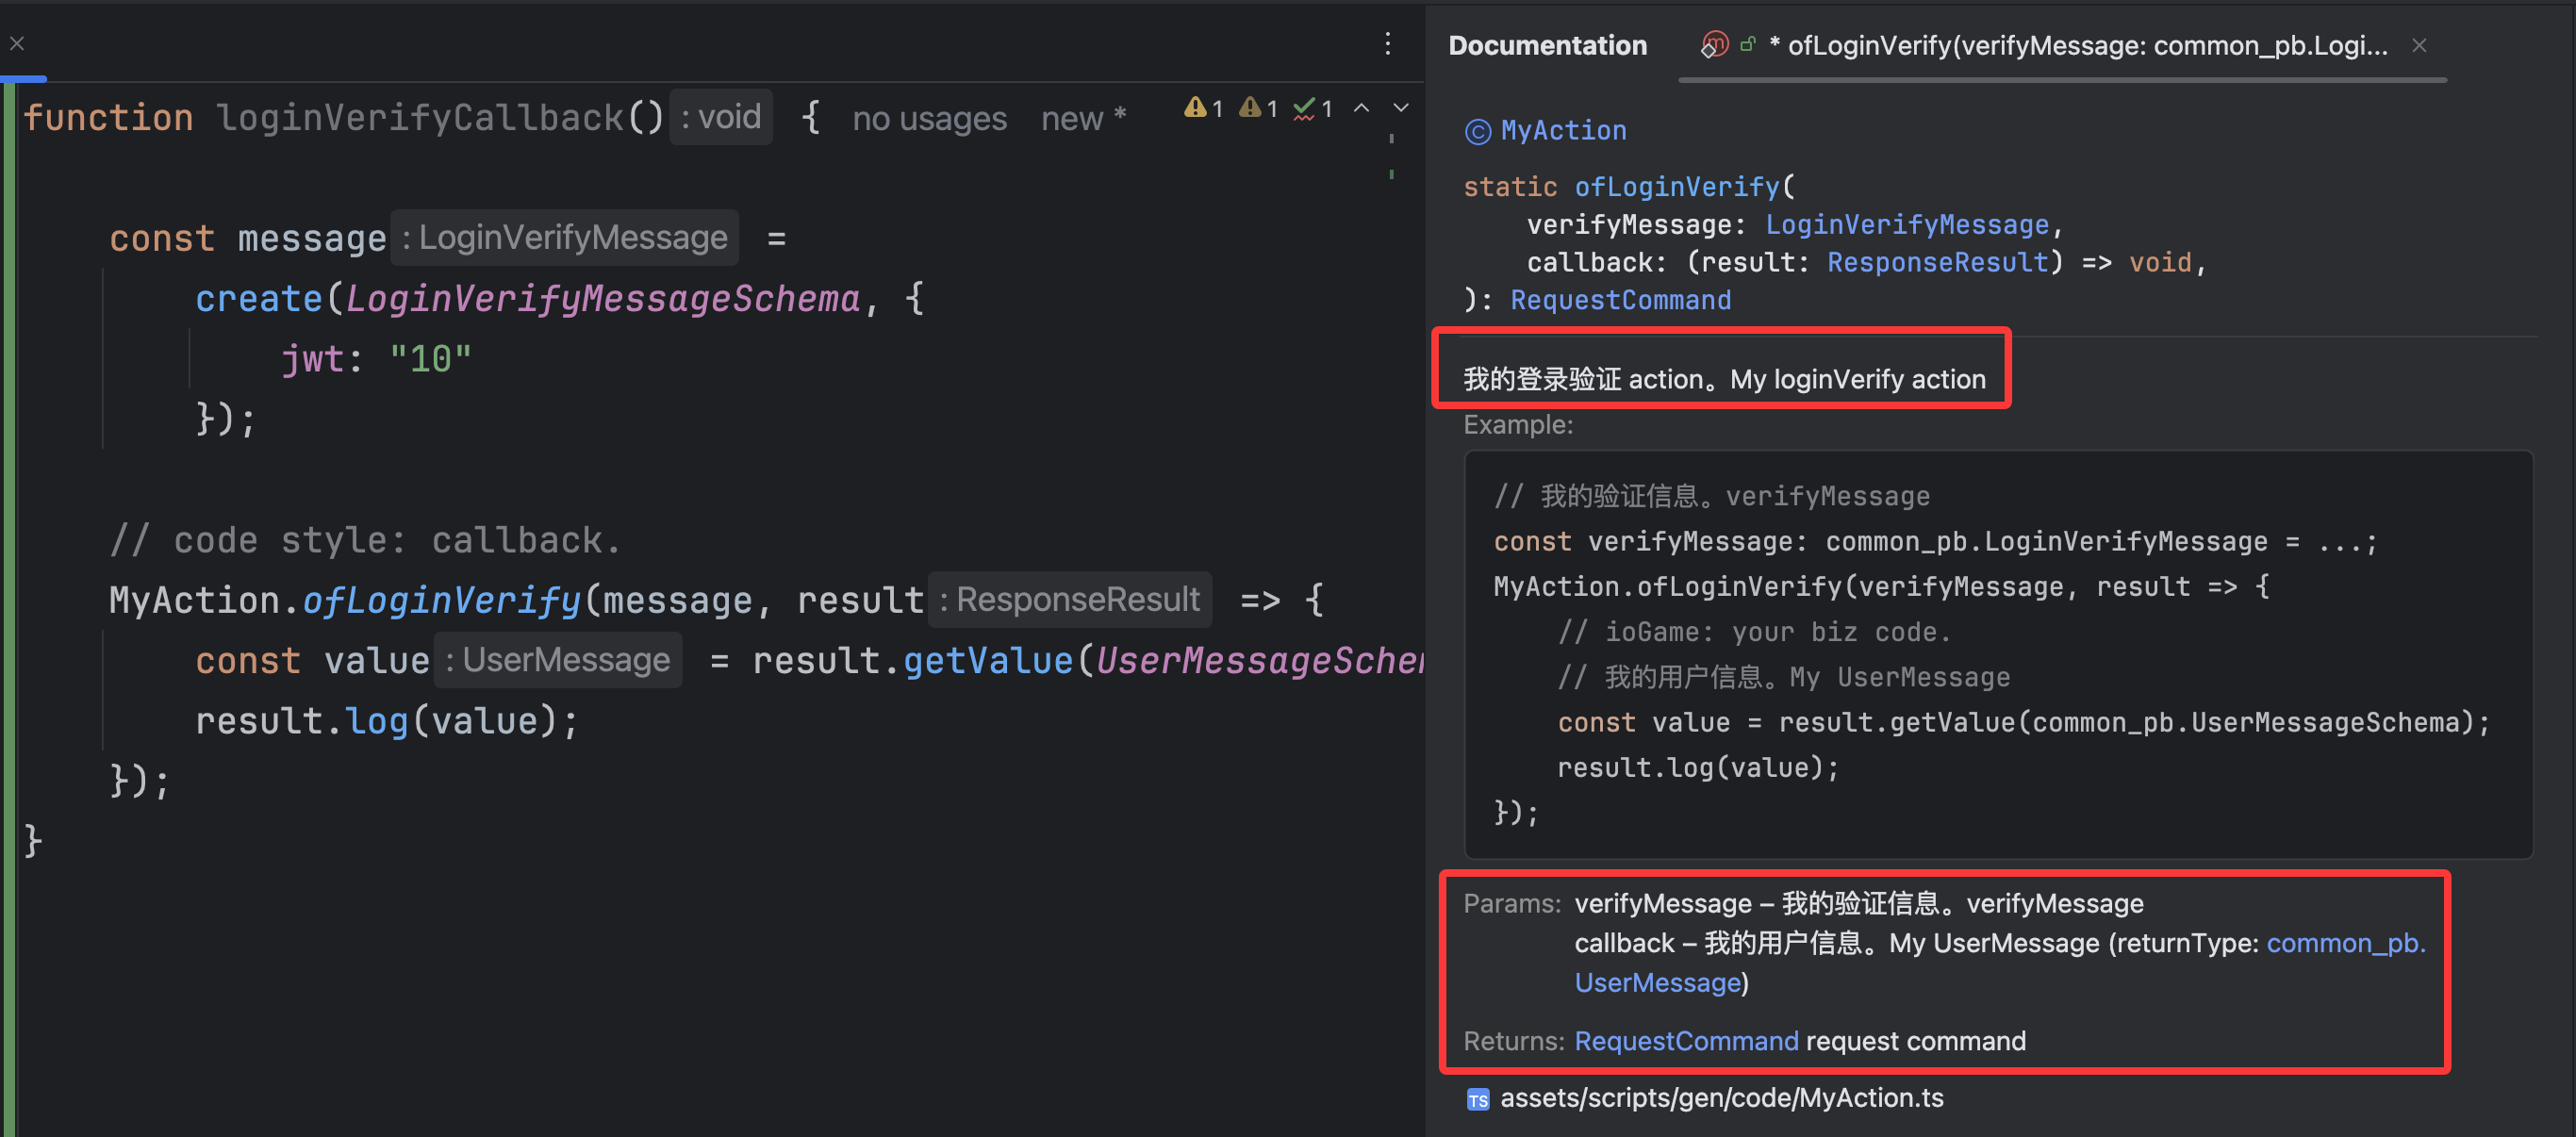 function loginVerifyCallback() : void { no usages new *
1 1 1
const message : LoginVerifyMessage =
create(LoginVerifyMessageSchema, {
jwt: "10"
});
// code style: callback.
MyAction.ofLoginVerify(message, result : ResponseResult => {
const value : UserMessage = result.getValue(UserMessageSche
result.log(value);
});
}
Documentation
* ofLoginVerify(verifyMessage: common_pb.Logi...
MyAction
static ofLoginVerify(
verifyMessage: LoginVerifyMessage,
callback: (result: ResponseResult) => void,
): RequestCommand
我的登录验证 action。My loginVerify action
Example:
// 我的验证信息。verifyMessage
const verifyMessage: common_pb.LoginVerifyMessage = ...;
MyAction.ofLoginVerify(verifyMessage, result => {
// ioGame: your biz code.
// 我的用户信息。My UserMessage
const value = result.getValue(common_pb.UserMessageSchema);
result.log(value);
});
Params: verifyMessage – 我的验证信息。verifyMessage
callback – 我的用户信息。My UserMessage (returnType: common_pb.
UserMessage)
Returns: RequestCommand request command
TS assets/scripts/gen/code/MyAction.ts